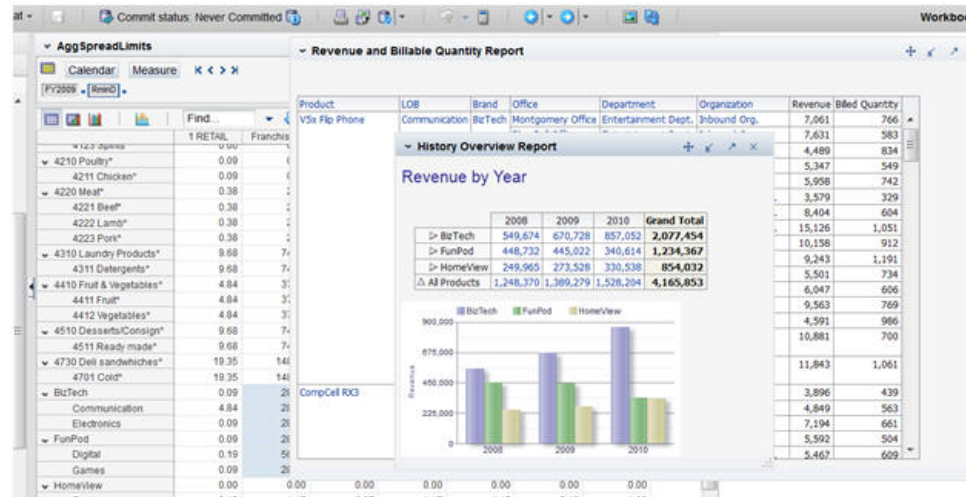 at Commit status: Never Committed Workboo
AggSpreadLimits
Calendar Measure
FY2009
Find...
1 RETAIL Franchis
4123 Spirits 0.00
4210 Poultry* 0.09
4211 Chicken* 0.09
4220 Meat* 0.38
4221 Beef* 0.38
4222 Lamb* 0.38
4223 Pork* 0.38
4310 Laundry Products* 9.68
4311 Detergents* 9.68
4410 Fruit & Vegetables* 4.84
4411 Fruit* 4.84
4412 Vegetables* 4.84
4510 Desserts/Consign* 9.68
4511 Ready made* 9.68
4730 Deli sandwhiches* 19.35 148
4701 Cold* 19.35 148
BizTech 0.09 28
Communication 4.84 28
Electronics 0.09 28
FunPod 0.09 28
Digital 0.19 56
Games 0.09 28
HomeView 0.00 0.00 0.00 0.00 0.00 0.00 0.00
Revenue and Billable Quantity Report
Product LOB Brand Office Department Organization Revenue Billed Quantity
V5x Flip Phone Communication BizTech Montgomery Office Entertainment Dept. Inbound Org. 7,061 766
7,631 583
4,489 834
5,347 549
5,958 742
3,579 329
8,404 604
15,126 1,051
10,158 912
9,243 1,191
5,501 734
6,047 606
9,563 769
4,591 986
10,881 700
11,843 1,061
CompCell RX3 3,896 439
4,849 563
7,194 661
5,592 504
5,467 609
History Overview Report
Revenue by Year
2008 2009 2010 Grand Total
BizTech 549,674 670,728 857,052 2,077,454
FunPod 448,732 445,022 340,614 1,234,367
HomeView 249,965 273,528 330,538 854,032
All Products 1,248,370 1,389,279 1,528,204 4,165,853
BizTech FunPod HomeView
900,000
675,000
450,000
225,000
0
Revenue
2008 2009 2010